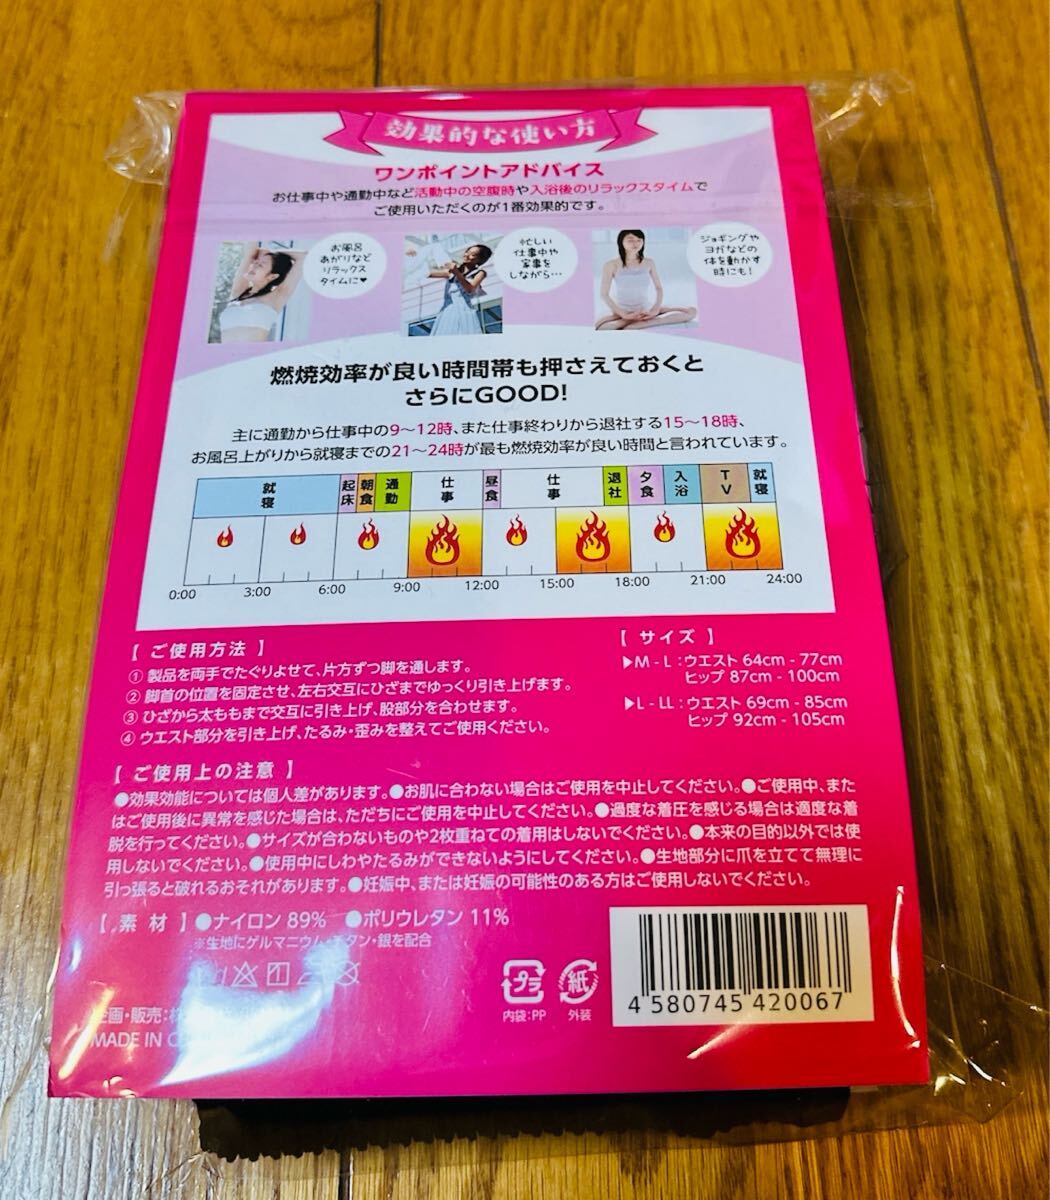 効果的な使い方
ワンポイントアドバイス
お仕事中や通勤中など活動中の空腹時や入浴後のリラックスタイムで
ご使用いただくのが1番効果的です。
お風呂
あがりなど
リラックス
タイムに♥
忙しい
仕事中や
家事を
しながら…
ジョギングや
ヨガなどの
体を動かす
時にも!
燃焼効率が良い時間帯も押さえておくと
さらにGOOD!
主に通勤から仕事中の9〜12時、また仕事終わりから退社する15〜18時、
お風呂上がりから就寝までの21〜24時が最も燃焼効率が良い時間と言われています。
就寝 起床 朝食 通勤 仕事 昼食 仕事 退社 夕食 入浴 TV 就寝
0:00 3:00 6:00 9:00 12:00 15:00 18:00 21:00 24:00
【 ご使用方法 】
① 製品を両手でたぐりよせて、片方ずつ脚を通します。
② 脚首の位置を固定させ、左右交互にひざまでゆっくり引き上げます。
③ ひざから太ももまで交互に引き上げ、股部分を合わせます。
④ ウエスト部分を引き上げ、たるみ・歪みを整えてご使用ください。
【 サイズ 】
▶M - L : ウエスト 64cm - 77cm
ヒップ 87cm - 100cm
▶L - LL : ウエスト 69cm - 85cm
ヒップ 92cm - 105cm
【 ご使用上の注意 】
●効果効能については個人差があります。●お肌に合わない場合はご使用を中止してください。●ご使用中、また
はご使用後に異常を感じた場合は、ただちにご使用を中止してください。●過度な着圧を感じる場合は適度な着
脱を行ってください。●サイズが合わないものや2枚重ねての着用はしないでください。●本来の目的以外では使
用しないでください。●使用中にしわやたるみができないようにしてください。●生地部分に爪を立てて無理に
引っ張ると破れるおそれがあります。●妊娠中、または妊娠の可能性のある方はご使用しないでください。
【 素 材 】 ●ナイロン 89% ●ポリウレタン 11%
※生地にゲルマニウム・チタン・銀を配合
プラ
内袋:PP
紙
外装
4 580745 420067
企画・販売:株
MADE IN